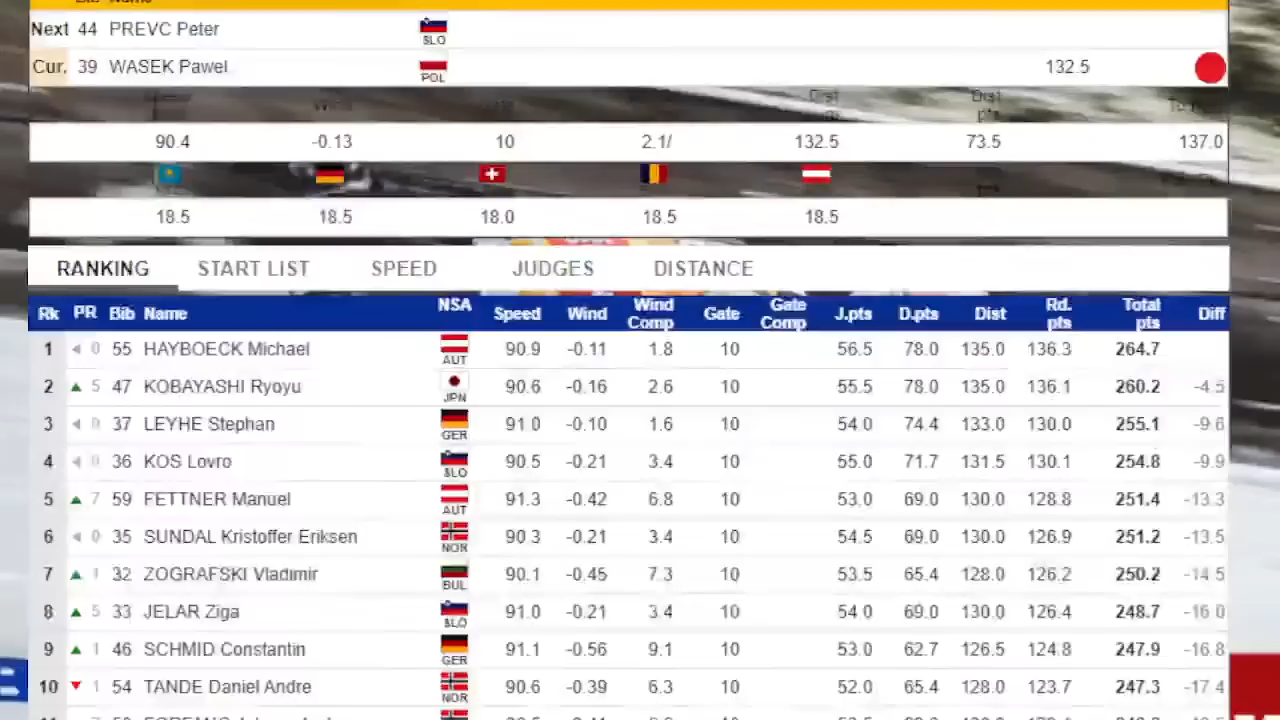 Next 44 PREVC Peter SLO
Cur. 39 WASEK Pawel POL 132.5
Dist Dist
90.4 -0.13 10 2.1/ 132.5 73.5 137.0
18.5 18.5 18.0 18.5 18.5
RANKING START LIST SPEED JUDGES DISTANCE
Rk PR Bib Name NSA Speed Wind Wind Comp Gate Gate Comp J.pts D.pts Dist Rd. pts Total pts Diff
1 0 55 HAYBOECK Michael AUT 90.9 -0.11 1.8 10 56.5 78.0 135.0 136.3 264.7
2 5 47 KOBAYASHI Ryoyu JPN 90.6 -0.16 2.6 10 55.5 78.0 135.0 136.1 260.2 -4.5
3 0 37 LEYHE Stephan GER 91.0 -0.10 1.6 10 54.0 74.4 133.0 130.0 255.1 -9.6
4 0 36 KOS Lovro SLO 90.5 -0.21 3.4 10 55.0 71.7 131.5 130.1 254.8 -9.9
5 7 59 FETTNER Manuel AUT 91.3 -0.42 6.8 10 53.0 69.0 130.0 128.8 251.4 -13.3
6 0 35 SUNDAL Kristoffer Eriksen NOR 90.3 -0.21 3.4 10 54.5 69.0 130.0 126.9 251.2 -13.5
7 1 32 ZOGRAFSKI Vladimir BUL 90.1 -0.45 7.3 10 53.5 65.4 128.0 126.2 250.2 -14.5
8 5 33 JELAR Ziga SLO 91.0 -0.21 3.4 10 54.0 69.0 130.0 126.4 248.7 -16.0
9 1 46 SCHMID Constantin GER 91.1 -0.56 9.1 10 53.0 62.7 126.5 124.8 247.9 -16.8
10 1 54 TANDE Daniel Andre NOR 90.6 -0.39 6.3 10 52.0 65.4 128.0 123.7 247.3 -17.4